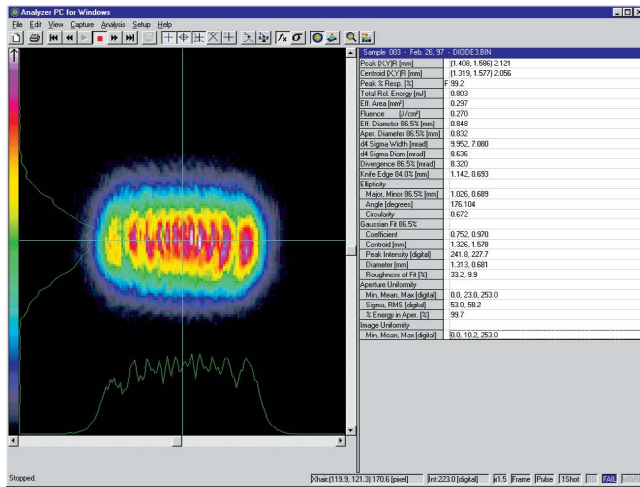 Analyzer PC for Windows
File Edit View Capture Analysis Setup Help
Sample 003 - Feb. 26, 97 - DIODE3.BIN
Peak (X,Y)R [mm] (1.408, 1.586) 2.121
Centroid (X,Y)R [mm] (1.319, 1.577) 2.056
Peak % Resp. [%] F 99.2
Total Rel. Energy [mJ] 0.803
Eff. Area [mm²] 0.297
Fluence [J/cm²] 0.270
Eff. Diameter 86.5% [mm] 0.848
Aper. Diameter 86.5% [mm] 0.832
d4 Sigma Width [mrad] 9.952, 7.080
d4 Sigma Diam [mrad] 8.636
Divergence 86.5% [mrad] 8.320
Knife Edge 84.0% [mm] 1.142, 0.693
Ellipticity
Major, Minor 86.5% [mm] 1.026, 0.689
Angle [degrees] 176.104
Circularity 0.672
Gaussian Fit 86.5%
Coefficient 0.752, 0.970
Centroid [mm] 1.326, 1.578
Peak Intensity [digital] 241.8, 227.7
Diameter [mm] 1.313, 0.681
Roughness of Fit [%] 33.2, 9.9
Aperture Uniformity
Min, Mean, Max [digital] 0.0, 23.0, 253.0
Sigma, RMS [digital] 53.0, 58.2
% Energy in Aper. [%] 99.7
Image Uniformity
Min, Mean, Max [digital] 0.0, 10.2, 253.0
Stopped. Xhair:(119.9, 121.3) 170.6 [pixel] Int:223.0 [digital] x1.5 Frame Pulse 1Shot BG FAIL